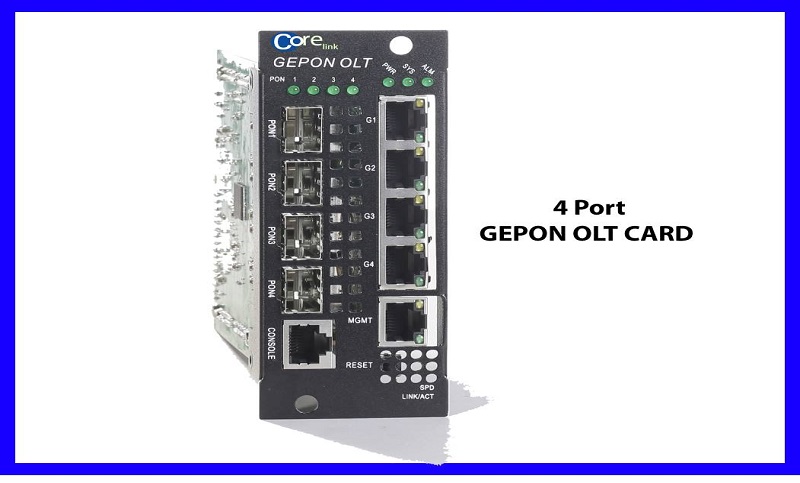 Core link
GEPON OLT
PWR SYS ALM
PON 1 2 3 4
PON1
G1
PON2
G2
PON3
G3
PON4
G4
MGMT
CONSOLE
RESET
SPD
LINK/ACT
4 Port
GEPON OLT CARD